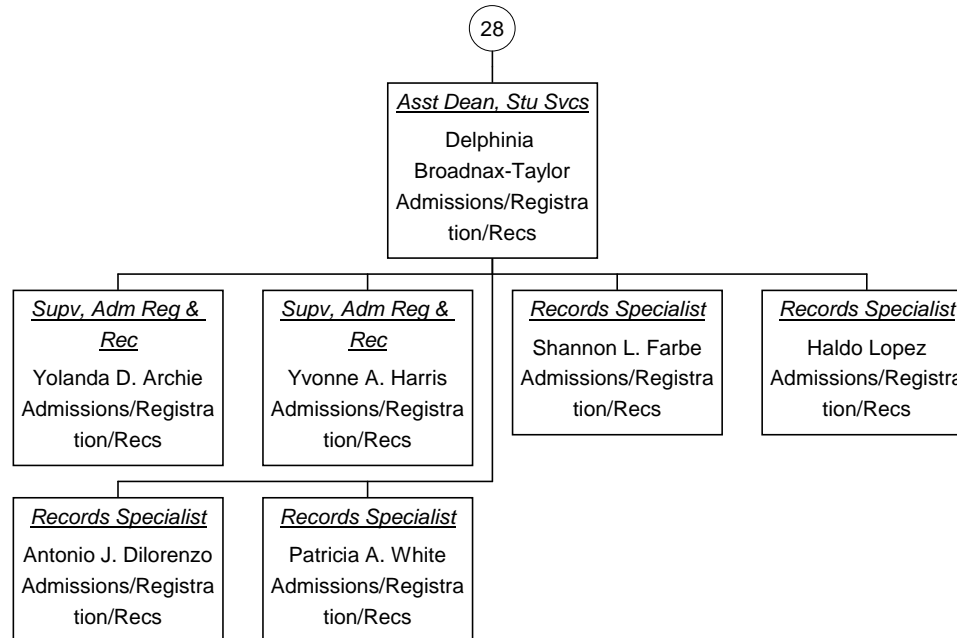 28
Asst Dean, Stu Svcs
Delphinia
Broadnax-Taylor
Admissions/Registra
tion/Recs
Supv, Adm Reg &
Rec
Yolanda D. Archie
Admissions/Registra
tion/Recs
Supv, Adm Reg &
Rec
Yvonne A. Harris
Admissions/Registra
tion/Recs
Records Specialist
Shannon L. Farbe
Admissions/Registra
tion/Recs
Records Specialist
Haldo Lopez
Admissions/Registra
tion/Recs
Records Specialist
Antonio J. Dilorenzo
Admissions/Registra
tion/Recs
Records Specialist
Patricia A. White
Admissions/Registra
tion/Recs